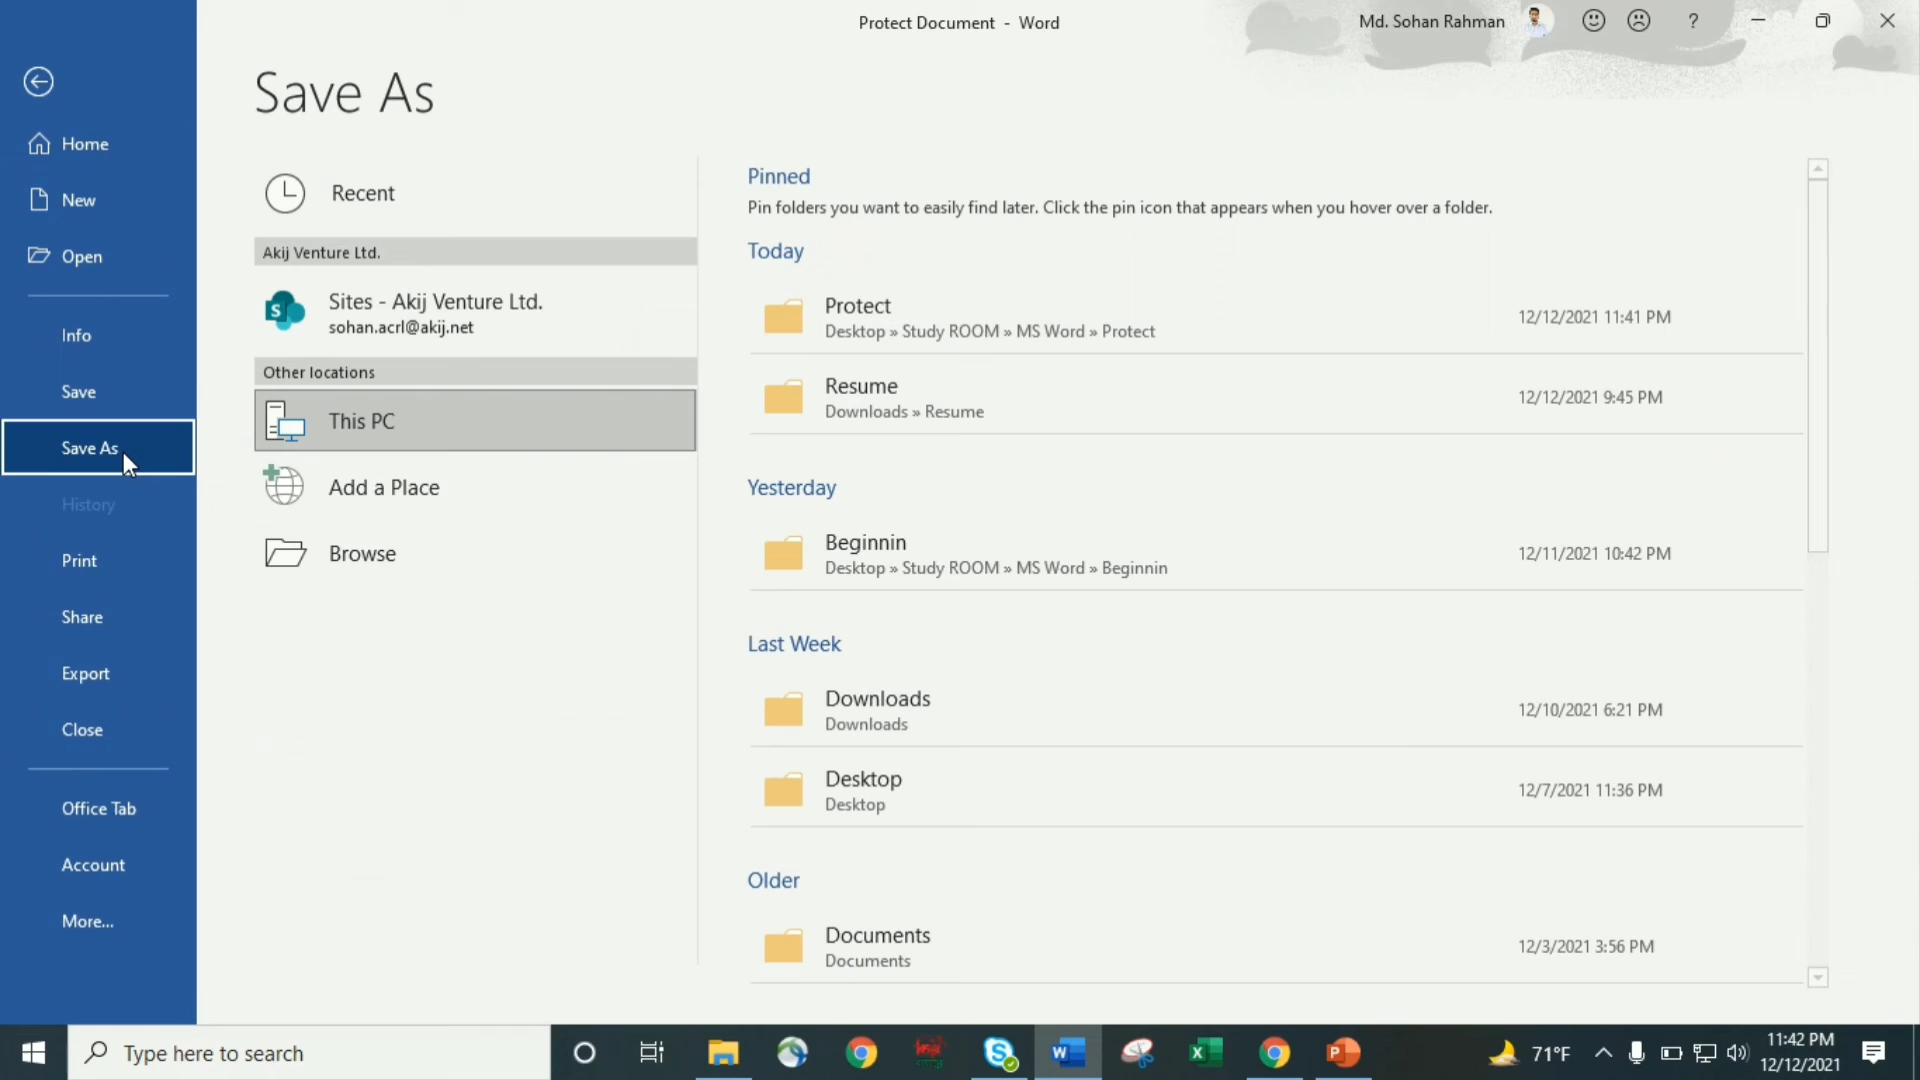 Protect Document - Word
Md. Sohan Rahman
?
Home
New
Open
Info
Save
Save As
History
Print
Share
Export
Close
Office Tab
Account
More...
Save As
Recent
Akij Venture Ltd.
Sites - Akij Venture Ltd.
sohan.acrl@akij.net
Other locations
This PC
Add a Place
Browse
Pinned
Pin folders you want to easily find later. Click the pin icon that appears when you hover over a folder.
Today
Protect
Desktop » Study ROOM » MS Word » Protect
12/12/2021 11:41 PM
Resume
Downloads » Resume
12/12/2021 9:45 PM
Yesterday
Beginnin
Desktop » Study ROOM » MS Word » Beginnin
12/11/2021 10:42 PM
Last Week
Downloads
Downloads
12/10/2021 6:21 PM
Desktop
Desktop
12/7/2021 11:36 PM
Older
Documents
Documents
12/3/2021 3:56 PM
Type here to search
71°F
11:42 PM
12/12/2021